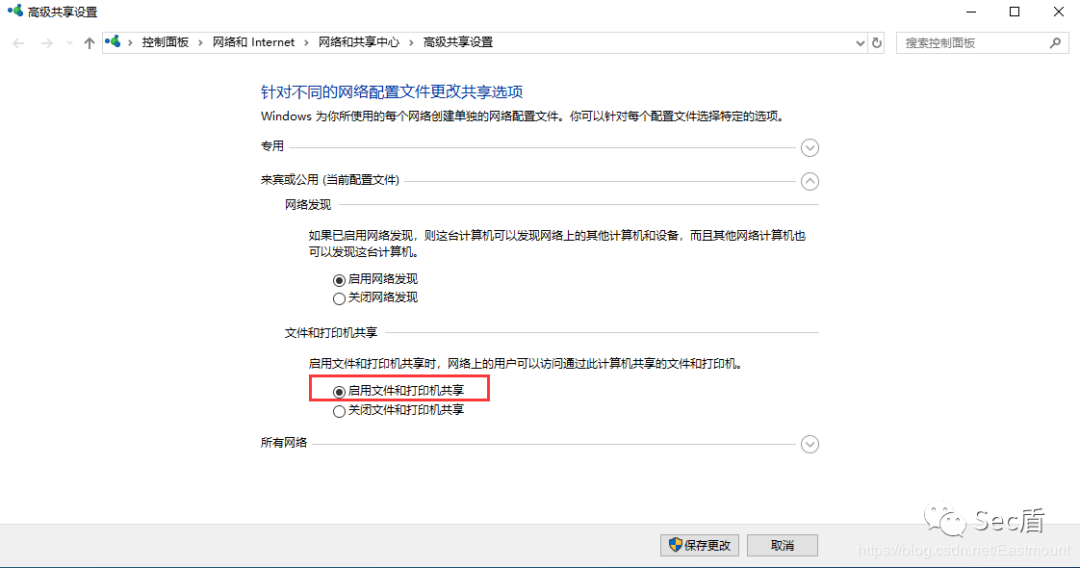 高级共享设置
控制面板 › 网络和 Internet › 网络和共享中心 › 高级共享设置
搜索控制面板
针对不同的网络配置文件更改共享选项
Windows 为你所使用的每个网络创建单独的网络配置文件。你可以针对每个配置文件选择特定的选项。
专用
来宾或公用 (当前配置文件)
网络发现
如果已启用网络发现，则这台计算机可以发现网络上的其他计算机和设备，而且其他网络计算机也
可以发现这台计算机。
启用网络发现
关闭网络发现
文件和打印机共享
启用文件和打印机共享时，网络上的用户可以访问通过此计算机共享的文件和打印机。
启用文件和打印机共享
关闭文件和打印机共享
所有网络
Sec盾
保存更改 取消
https://blog.csdn.net/Eastmount